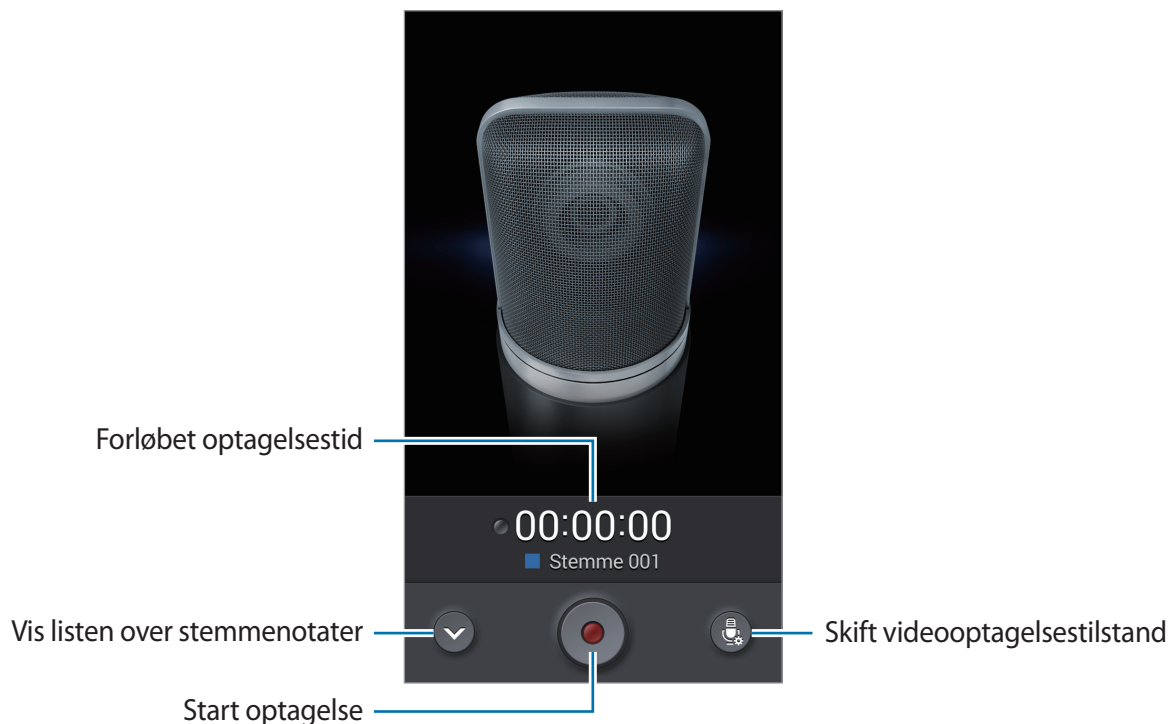 Forløbet optagelsestid
00:00:00
Stemme 001
Vis listen over stemmenotater
Skift videooptagelsestilstand
Start optagelse